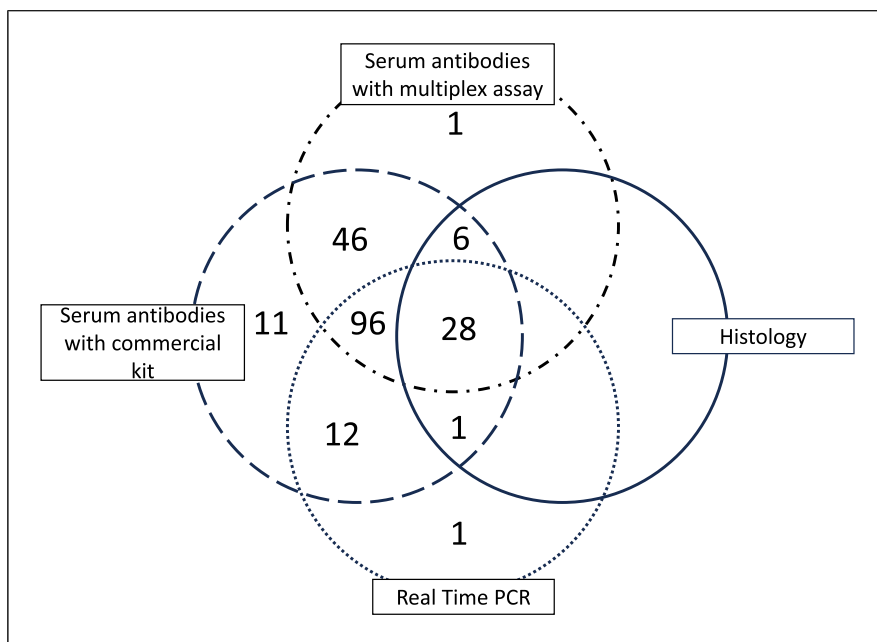 Serum antibodies
with multiplex assay
1
46
6
Serum antibodies
with commercial
kit
11
96
28
Histology
12
1
1
Real Time PCR